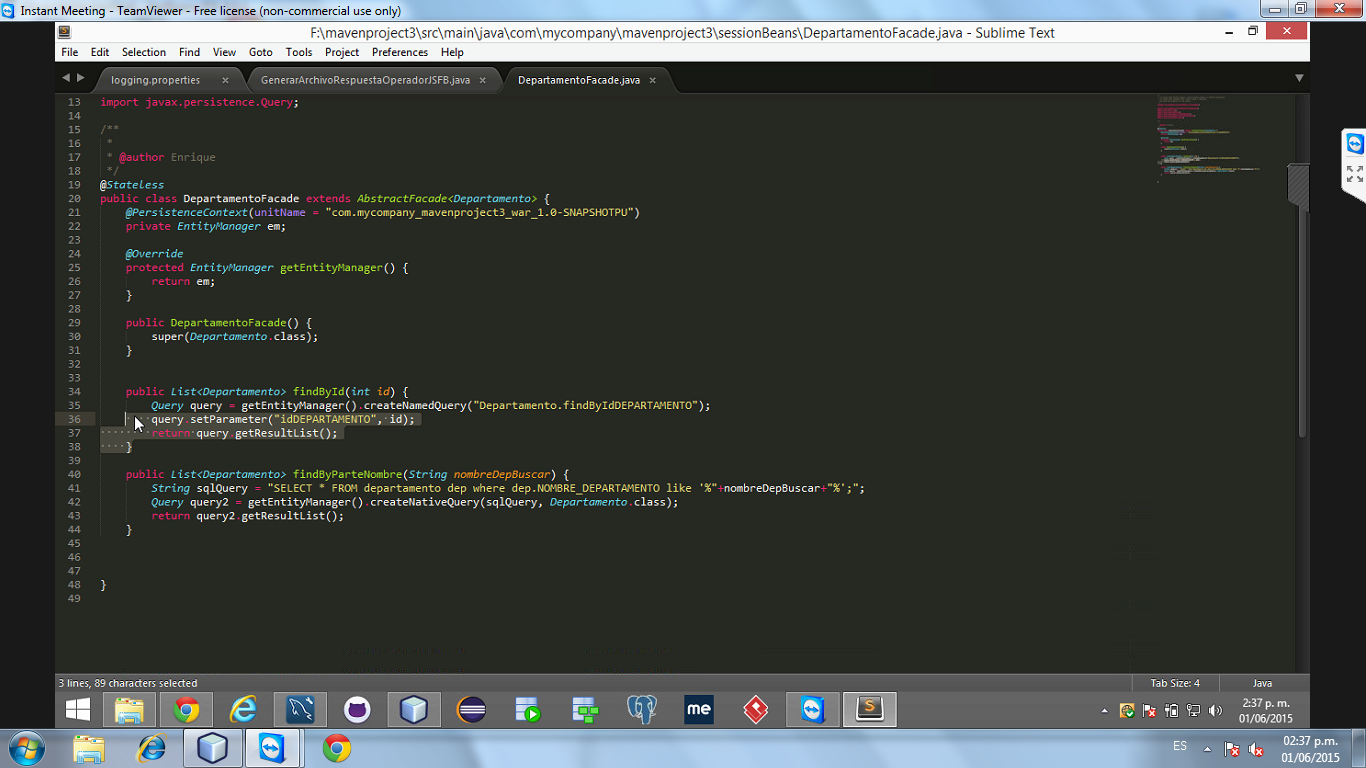 Instant Meeting - TeamViewer - Free license (non-commercial use only)
F:\mavenproject3\src\main\java\com\mycompany\mavenproject3\sessionBeans\DepartamentoFacade.java - Sublime Text
File Edit Selection Find View Goto Tools Project Preferences Help
logging.properties × GenerarArchivoRespuestaOperadorJSFB.java × DepartamentoFacade.java ×
13 import javax.persistence.Query;
14
15 /**
16 *
17 * @author Enrique
18 */
19 @Stateless
20 public class DepartamentoFacade extends AbstractFacade<Departamento> {
21 @PersistenceContext(unitName = "com.mycompany_mavenproject3_war_1.0-SNAPSHOTPU")
22 private EntityManager em;
23
24 @Override
25 protected EntityManager getEntityManager() {
26 return em;
27 }
28
29 public DepartamentoFacade() {
30 super(Departamento.class);
31 }
32
33
34 public List<Departamento> findById(int id) {
35 Query query = getEntityManager().createNamedQuery("Departamento.findByIdDEPARTAMENTO");
36 query.setParameter("idDEPARTAMENTO", id);
37 return query.getResultList();
38 }
39
40 public List<Departamento> findByParteNombre(String nombreDepBuscar) {
41 String sqlQuery = "SELECT * FROM departamento dep where dep.NOMBRE_DEPARTAMENTO like '%"+nombreDepBuscar+"%';";
42 Query query2 = getEntityManager().createNativeQuery(sqlQuery, Departamento.class);
43 return query2.getResultList();
44 }
45
46
47
48 }
49
3 lines, 89 characters selected Tab Size: 4 Java
me
S
2:37 p. m.
01/06/2015
ES
02:37 p.m.
01/06/2015